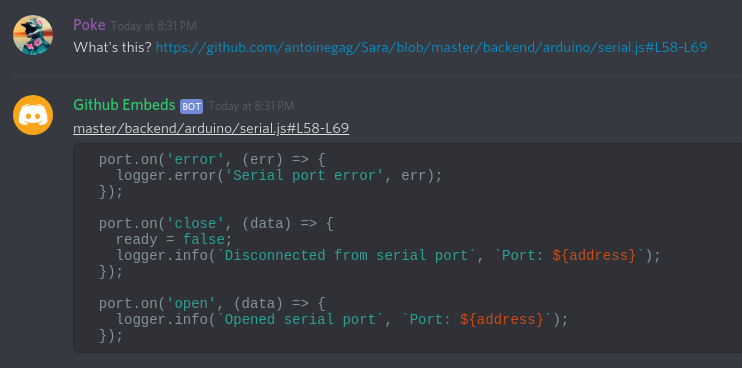 Poke Today at 8:31 PM
What's this? https://github.com/antoinegag/Sara/blob/master/backend/arduino/serial.js#L58-L69
Github Embeds BOT Today at 8:31 PM
master/backend/arduino/serial.js#L58-L69
port.on('error', (err) => {
  logger.error('Serial port error', err);
});
port.on('close', (data) => {
  ready = false;
  logger.info(`Disconnected from serial port`, `Port: ${address}`);
});
port.on('open', (data) => {
  logger.info(`Opened serial port`, `Port: ${address}`);
});